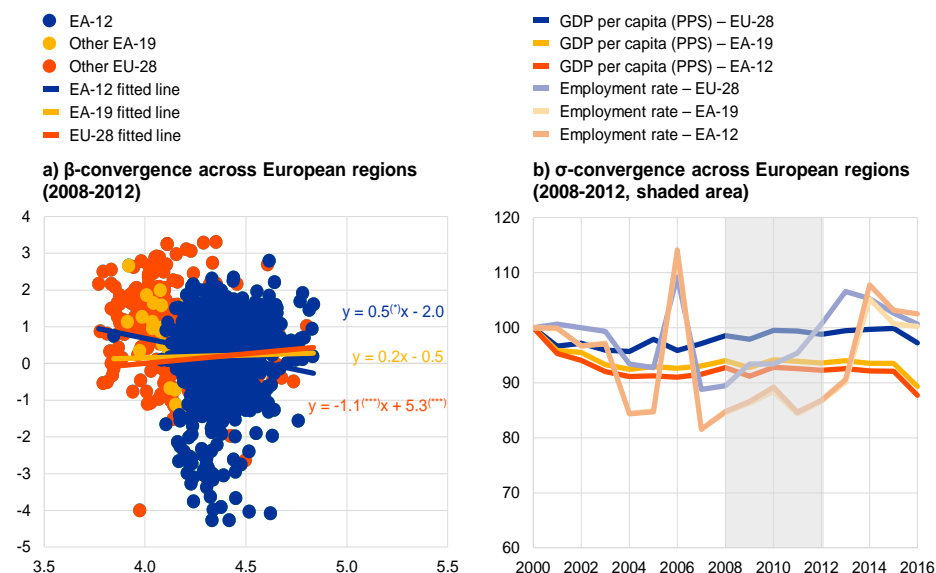 EA-12
Other EA-19
Other EU-28
EA-12 fitted line
EA-19 fitted line
EU-28 fitted line
a) β-convergence across European regions
(2008-2012)
4
3
2
1
0
-1
-2
-3
-4
-5
3.5 4.0 4.5 5.0 5.5
y = 0.5(*)x - 2.0
y = 0.2x - 0.5
y = -1.1(***)x + 5.3(***)
GDP per capita (PPS) – EU-28
GDP per capita (PPS) – EA-19
GDP per capita (PPS) – EA-12
Employment rate – EU-28
Employment rate – EA-19
Employment rate – EA-12
b) σ-convergence across European regions
(2008-2012, shaded area)
120
110
100
90
80
70
60
2000 2002 2004 2006 2008 2010 2012 2014 2016